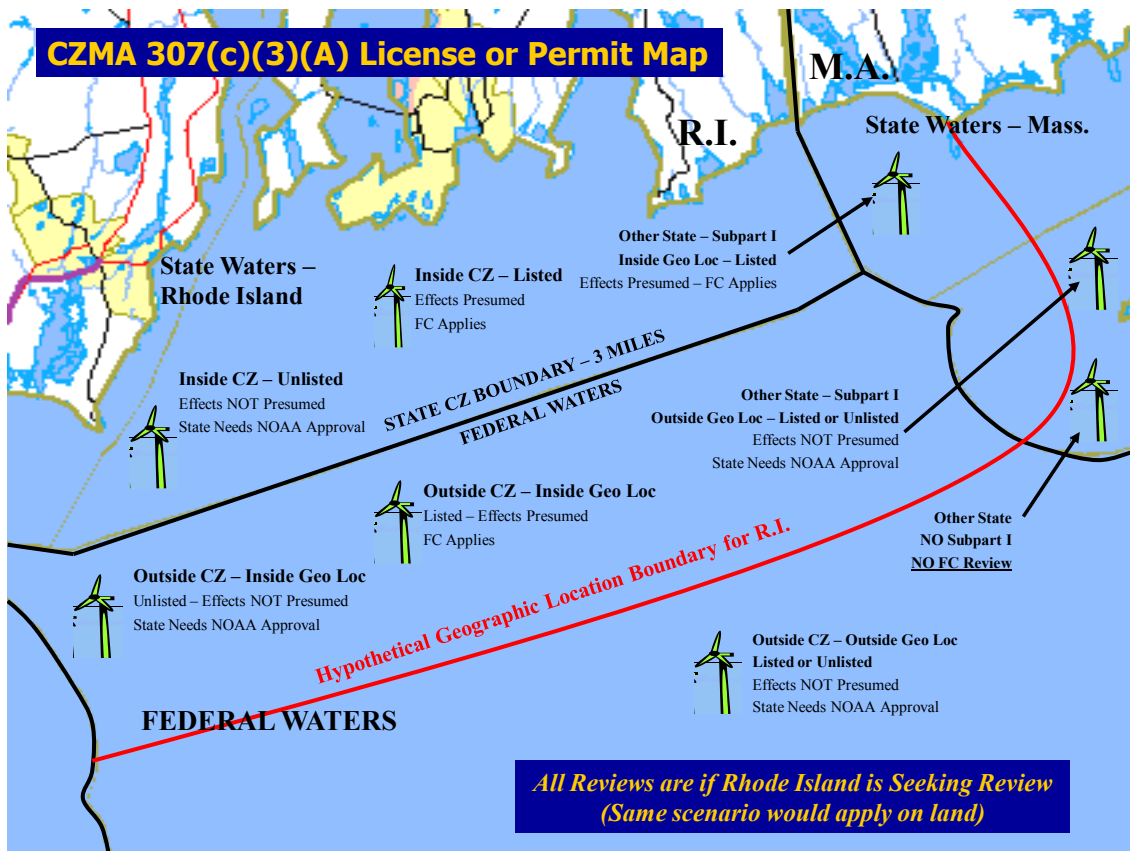 CZMA 307(c)(3)(A) License or Permit Map
M.A.
R.I.
State Waters – Mass.
State Waters –
Rhode Island
Other State – Subpart I
Inside Geo Loc – Listed
Effects Presumed – FC Applies
Inside CZ – Listed
Effects Presumed
FC Applies
Inside CZ – Unlisted
Effects NOT Presumed
State Needs NOAA Approval
STATE CZ BOUNDARY – 3 MILES
FEDERAL WATERS
Other State – Subpart I
Outside Geo Loc – Listed or Unlisted
Effects NOT Presumed
State Needs NOAA Approval
Outside CZ – Inside Geo Loc
Listed – Effects Presumed
FC Applies
Other State
NO Subpart I
NO FC Review
Outside CZ – Inside Geo Loc
Unlisted – Effects NOT Presumed
State Needs NOAA Approval
Hypothetical Geographic Location Boundary for R.I.
Outside CZ – Outside Geo Loc
Listed or Unlisted
Effects NOT Presumed
State Needs NOAA Approval
FEDERAL WATERS
All Reviews are if Rhode Island is Seeking Review
(Same scenario would apply on land)